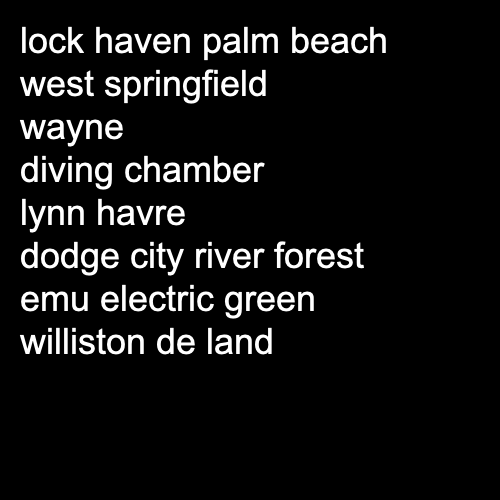 lock haven palm beach
west springfield
wayne
diving chamber
lynn havre
dodge city river forest
emu electric green
williston de land